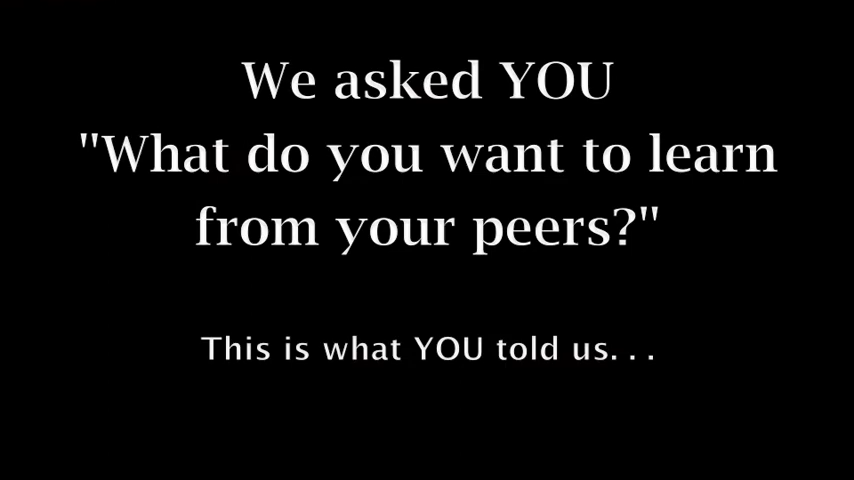 We asked YOU
"What do you want to learn
from your peers?"
This is what YOU told us. . .